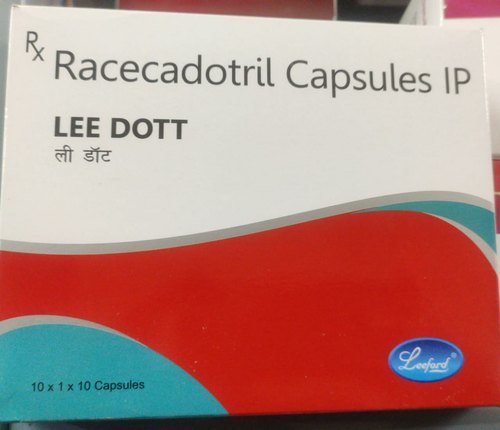 Rx Racecadotril Capsules IP
LEE DOTT
ली डॉट
Leeford®
10 x 1 x 10 Capsules